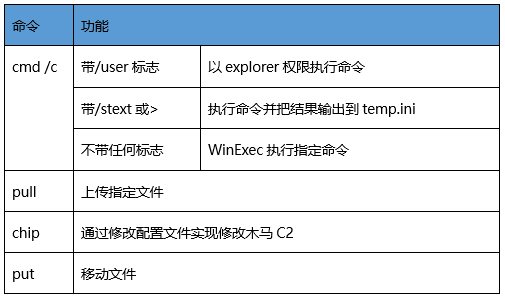 命令 功能
cmd /c 带/user 标志 以 explorer 权限执行命令
带/stext 或> 执行命令并把结果输出到 temp.ini
不带任何标志 WinExec 执行指定命令
pull 上传指定文件
chip 通过修改配置文件实现修改木马 C2
put 移动文件